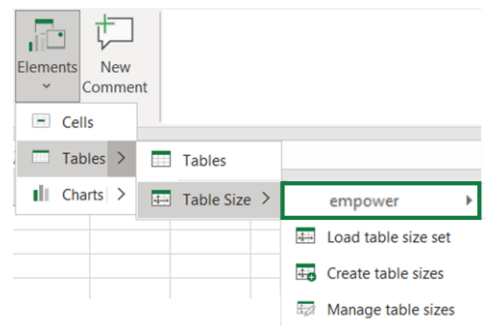 Elements
New
Comment
Cells
Tables
Charts
Tables
Table Size
empower
Load table size set
Create table sizes
Manage table sizes